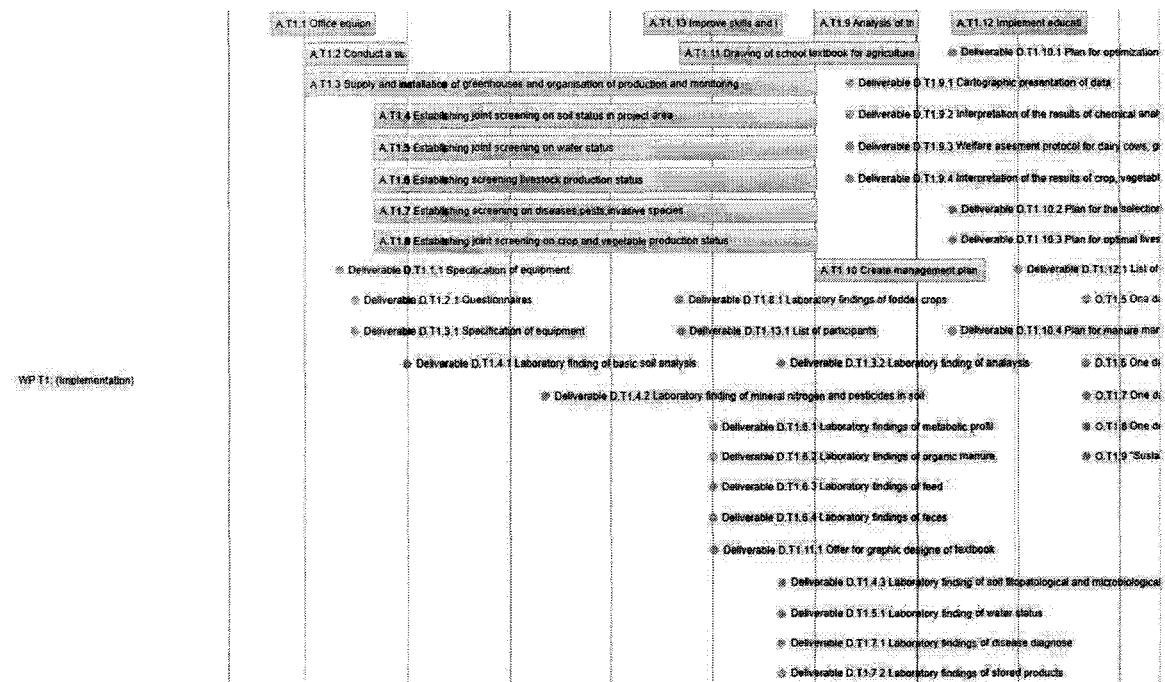 A.T1.1 Office equipn A.T1.13 Improve skills and I A.T1.9 Analysis of th A.T1.12 Implement educati
A.T1.2 Conduct a su A.T1.11 Drawing of school textbook for agricultura Deliverable D.T1.10.1 Plan for optimization
A.T1.3 Supply and installation of greenhouses and organisation of production and monitoring Deliverable D.T1.9.1 Cartographic presentation of data
A.T1.4 Establishing joint screening on soil status in project area Deliverable D.T1.9.2 Interpretation of the results of chemical anal
A.T1.5 Establishing joint screening on water status Deliverable D.T1.9.3 Welfare asesment protocol for dairy cows, g
A.T1.6 Establishing screening livestock production status Deliverable D.T1.9.4 Interpretation of the results of crop, vegetabl
A.T1.7 Establishing screening on diseases,pests,invasive species Deliverable D.T1.10.2 Plan for the selection
A.T1.8 Establishing joint screening on crop and vegetable production status Deliverable D.T1.10.3 Plan for optimal lives
Deliverable D.T1.1.1 Specification of equipment A.T1.10 Create management plan Deliverable D.T1.12.1 List of
Deliverable D.T1.2.1 Questionnaires Deliverable D.T1.8.1 Laboratory findings of fodder crops O.T1.5 One da
Deliverable D.T1.3.1 Specification of equipment Deliverable D.T1.13.1 List of participants Deliverable D.T1.10.4 Plan for manure mar
Deliverable D.T1.4.1 Laboratory finding of basic soil analysis Deliverable D.T1.3.2 Laboratory finding of analaysis O.T1.6 One da
WP T1: (Implementation)
Deliverable D.T1.4.2 Laboratory finding of mineral nitrogen and pesticides in soil O.T1.7 One da
Deliverable D.T1.6.1 Laboratory findings of metabolic profil O.T1.8 One da
Deliverable D.T1.6.2 Laboratory findings of organic manure O.T1.9 "Susta
Deliverable D.T1.6.3 Laboratory findings of feed
Deliverable D.T1.6.4 Laboratory findings of feces
Deliverable D.T1.11.1 Offer for graphic designe of textbook
Deliverable D.T1.4.3 Laboratory finding of soil fitopatological and microbiological
Deliverable D.T1.5.1 Laboratory finding of water status
Deliverable D.T1.7.1 Laboratory findings of disease diagnose
Deliverable D.T1.7.2 Laboratory findings of stored products